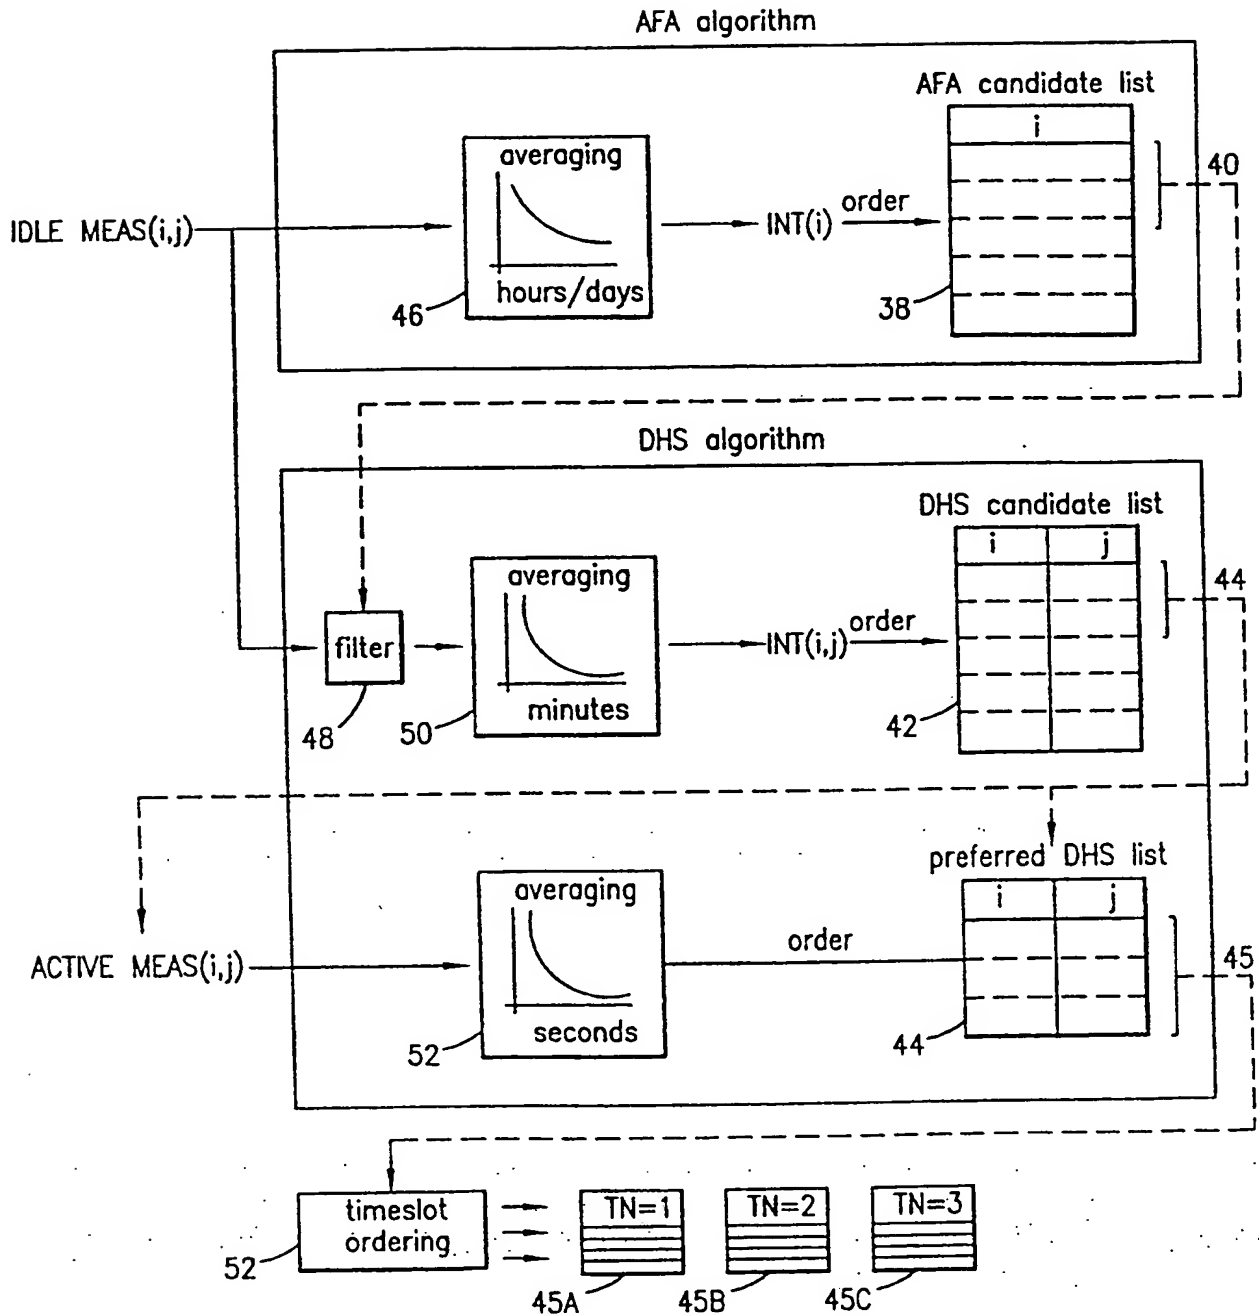 AFA algorithm
AFA candidate list
i
averaging
hours/days
46
IDLE MEAS(i,j)
INT(i)
order
38
40
DHS algorithm
DHS candidate list
i j
filter
48
averaging
minutes
50
INT(i,j)
order
42
44
preferred DHS list
i j
ACTIVE MEAS(i,j)
averaging
seconds
52
order
44
45
timeslot
ordering
52
TN=1
TN=2
TN=3
45A
45B
45C